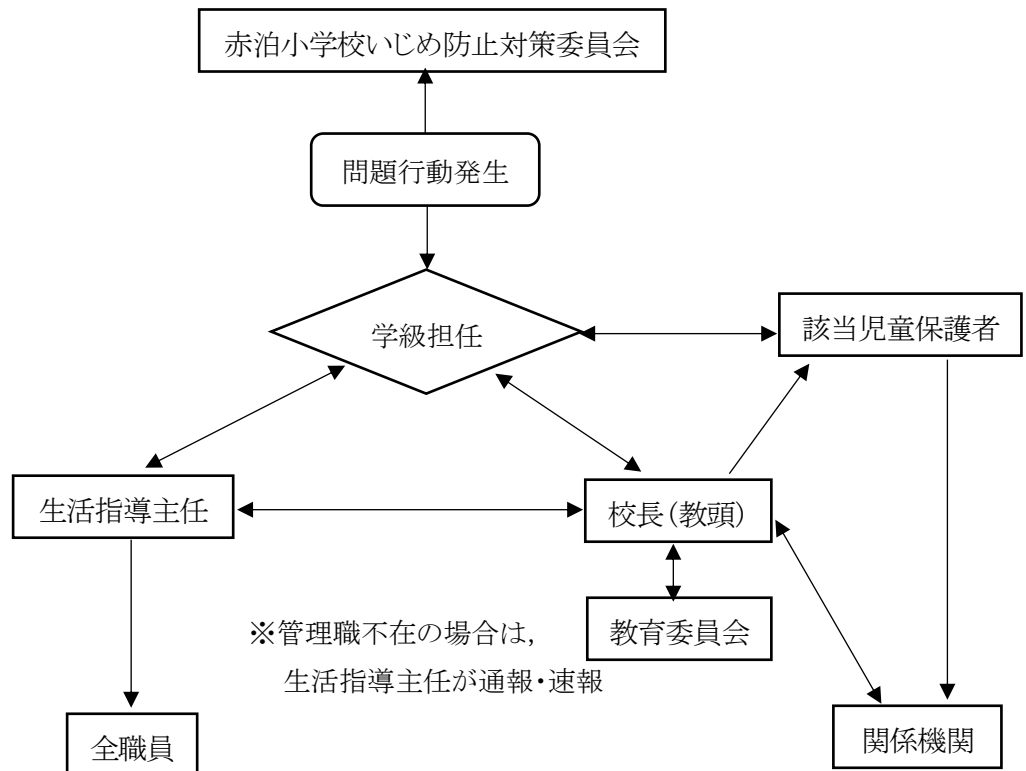 赤泊小学校いじめ防止対策委員会
問題行動発生
学級担任
該当児童保護者
生活指導主任
校長(教頭)
※管理職不在の場合は，
生活指導主任が通報・速報
教育委員会
全職員
関係機関